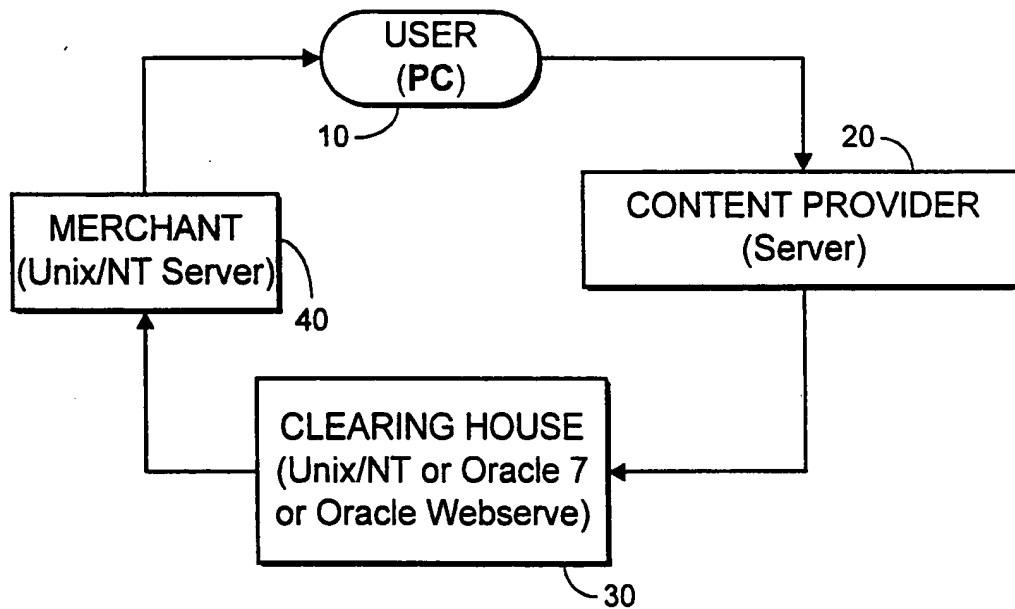 USER
(PC)
10
20
CONTENT PROVIDER
(Server)
MERCHANT
(Unix/NT Server)
40
CLEARING HOUSE
(Unix/NT or Oracle 7
or Oracle Webserve)
30